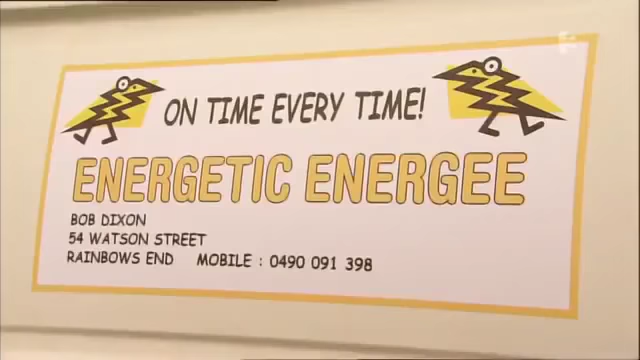 ON TIME EVERY TIME!
ENERGETIC ENERGEE
BOB DIXON
54 WATSON STREET
RAINBOWS END MOBILE : 0490 091 398